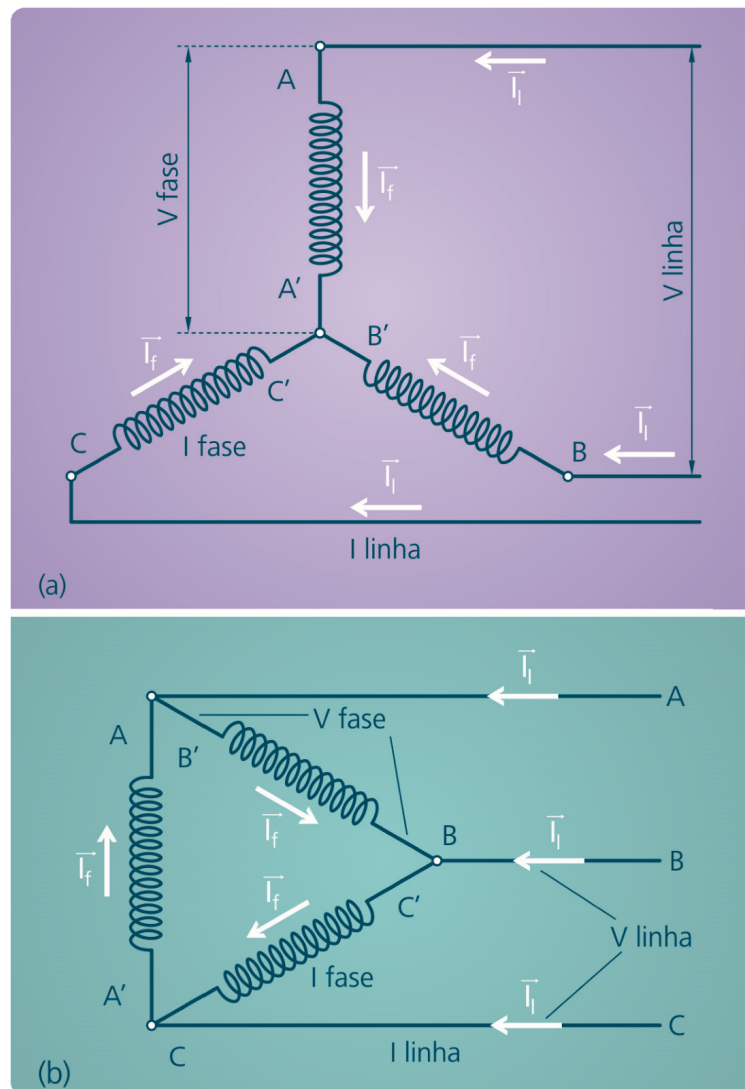 A
I⃗l
V fase
I⃗f
V linha
A'
B'
I⃗f
I⃗f
C'
C
I fase
B
I⃗l
I⃗l
I linha
(a)
I⃗l
A
V fase
A
B'
I⃗f
I⃗f
B
I⃗l
B
I⃗f
C'
V linha
I fase
A'
I⃗l
C
I linha
C
(b)